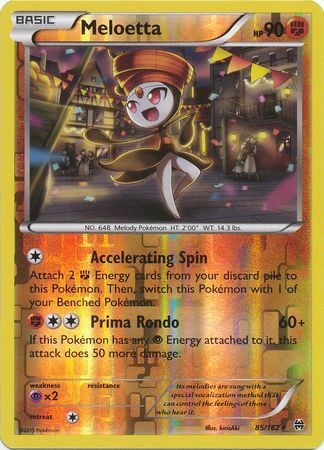 BASIC
Meloetta
HP 90
NO. 648 Melody Pokémon HT: 2'00" WT: 14.3 lbs.
Accelerating Spin
Attach 2 Energy cards from your discard pile to
this Pokémon. Then, switch this Pokémon with 1 of
your Benched Pokémon.
Prima Rondo 60+
If this Pokémon has any Energy attached to it, this
attack does 50 more damage.
weakness resistance
×2
retreat
Its melodies are sung with a
special vocalization method that
can control the feelings of those
who hear it.
©2015 Pokémon
Illus. kirisAki
85/162